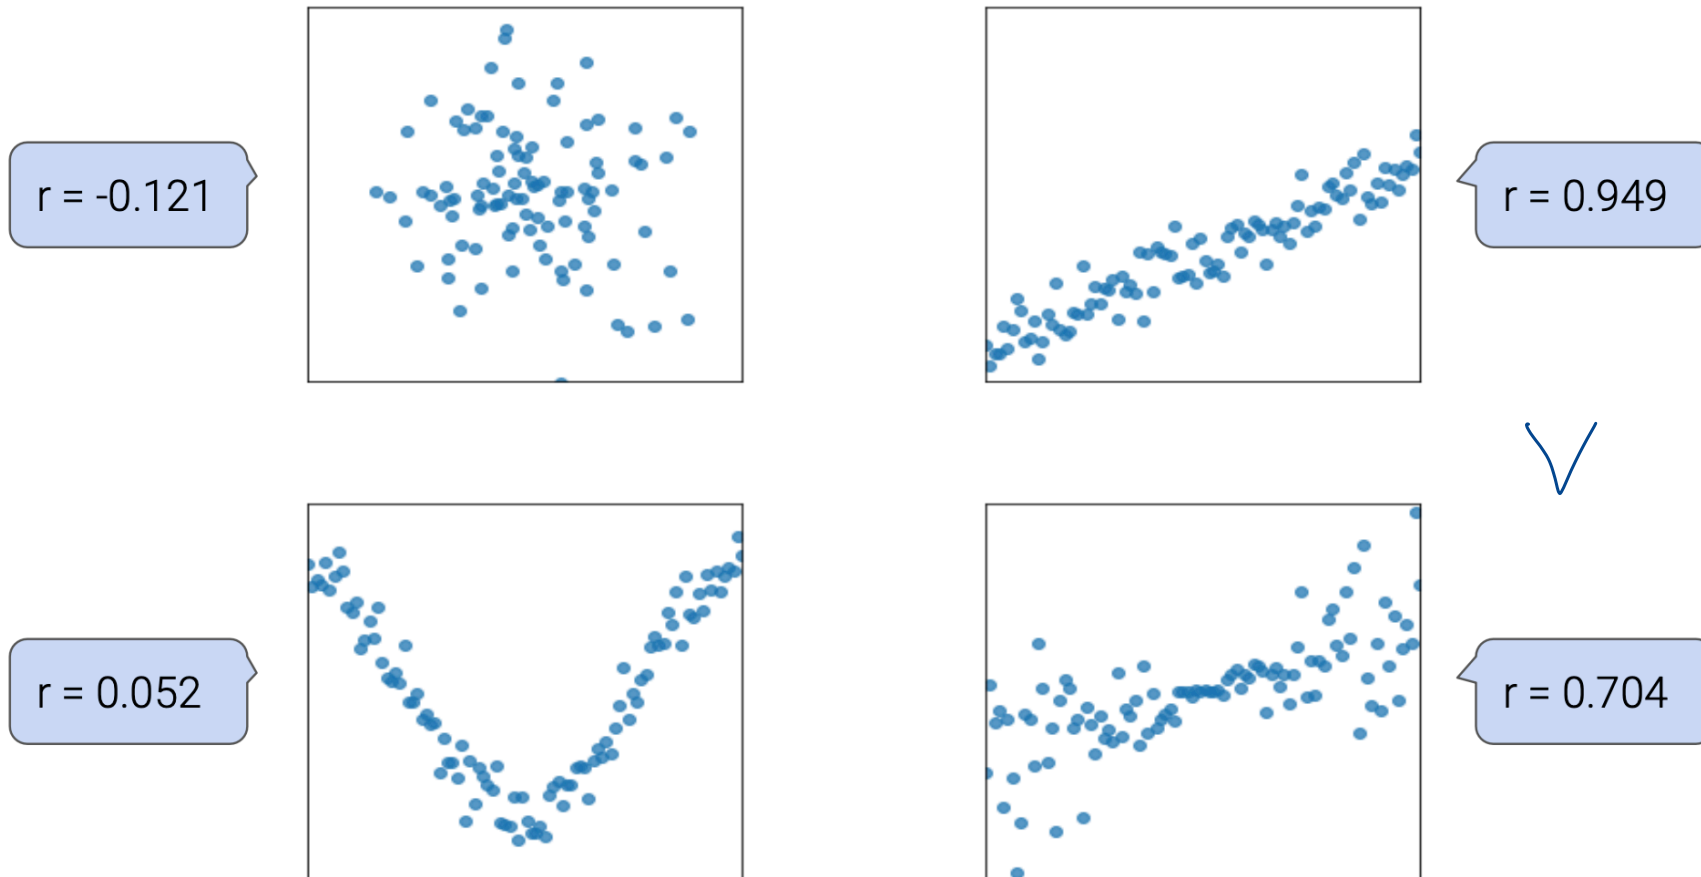 r = -0.121
r = 0.949
r = 0.052
r = 0.704